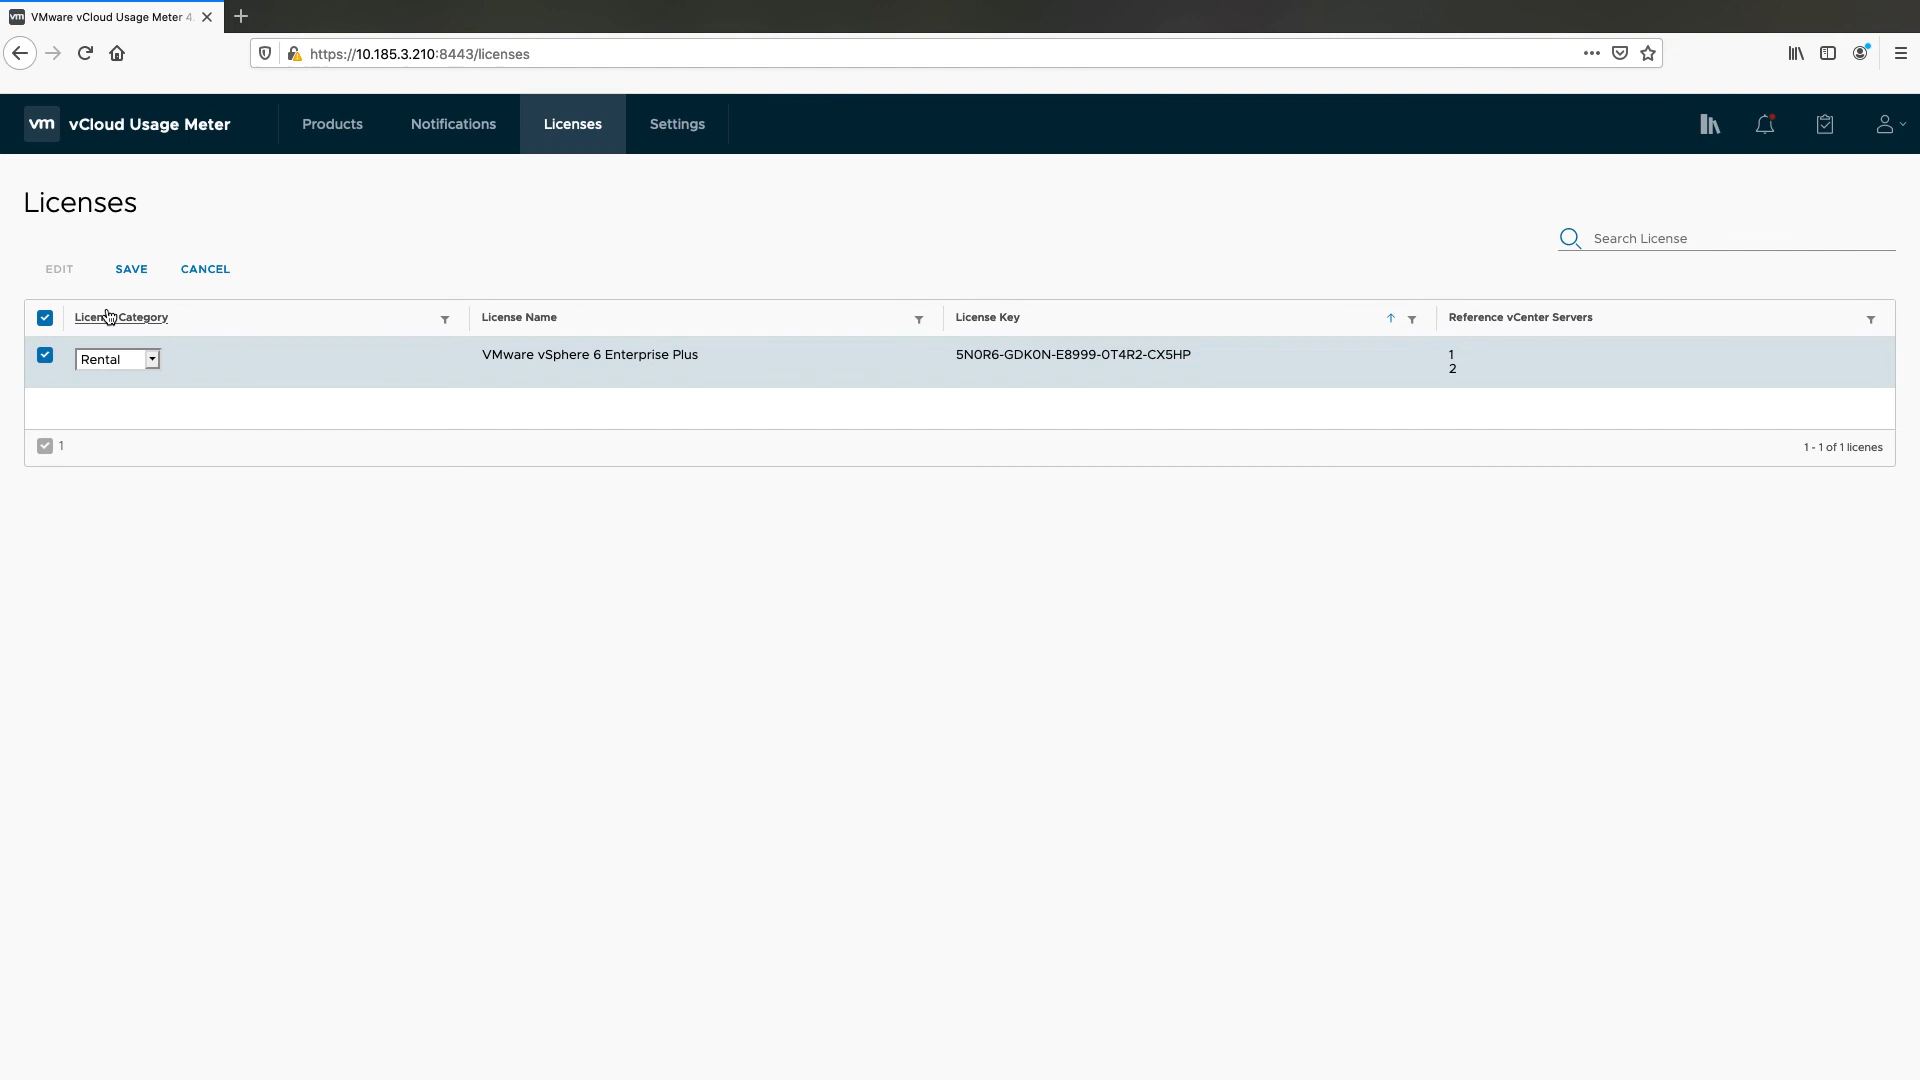 VMware vCloud Usage Meter 4.
https://10.185.3.210:8443/licenses
vm vCloud Usage Meter Products Notifications Licenses Settings
Licenses
Search License
EDIT SAVE CANCEL
License Category License Name License Key Reference vCenter Servers
Rental VMware vSphere 6 Enterprise Plus 5N0R6-GDK0N-E8999-0T4R2-CX5HP 1
2
1 1 - 1 of 1 licenes